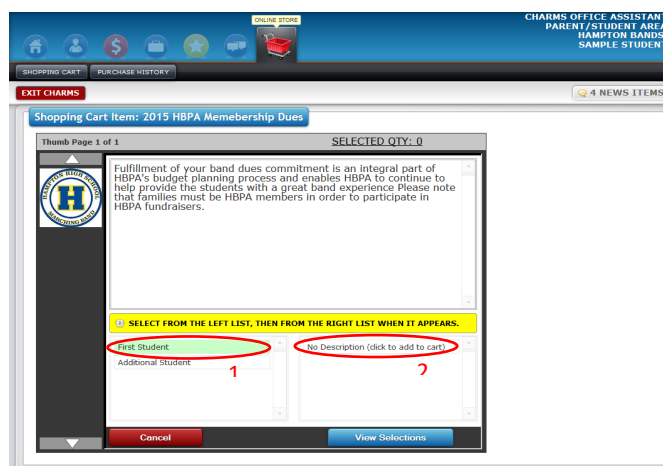 ONLINE STORE
CHARMS OFFICE ASSISTANT
PARENT/STUDENT AREA
HAMPTON BANDS
SAMPLE STUDENT
SHOPPING CART PURCHASE HISTORY
EXIT CHARMS
4 NEWS ITEMS
Shopping Cart Item: 2015 HBPA Memebership Dues
Thumb Page 1 of 1
SELECTED QTY: 0
HAMPTON HIGH SCHOOL
H
MARCHING BAND
Fulfillment of your band dues commitment is an integral part of
HBPA's budget planning process and enables HBPA to continue to
help provide the students with a great band experience Please note
that families must be HBPA members in order to participate in
HBPA fundraisers.
SELECT FROM THE LEFT LIST, THEN FROM THE RIGHT LIST WHEN IT APPEARS.
First Student
No Description (click to add to cart)
Additional Student
1
2
Cancel
View Selections